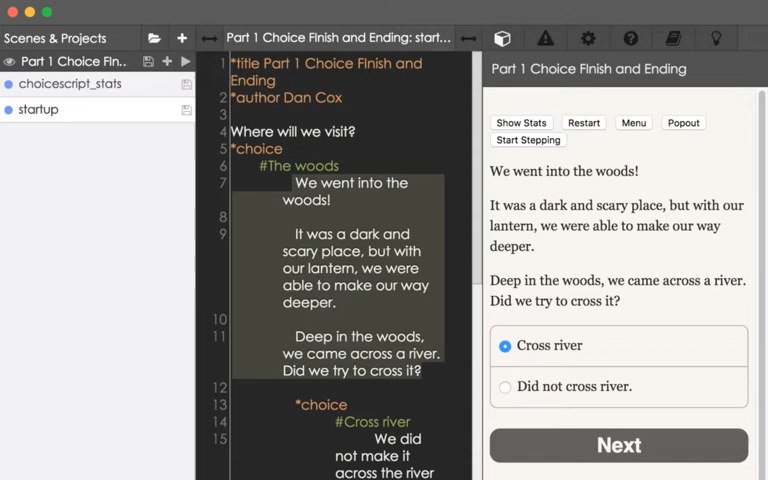 Scenes & Projects
Part 1 Choice FIn...
choicescript_stats
startup
Part 1 Choice FInish and Ending: start...
1 *title Part 1 Choice FInish and
Ending
2 *author Dan Cox
3
4 Where will we visit?
5 *choice
6 #The woods
7 We went into the
woods!
8
9 It was a dark and
scary place, but with
our lantern, we were
able to make our way
deeper.
10
11 Deep in the woods,
we came across a river.
Did we try to cross it?
12
13 *choice
14 #Cross river
15 We did
not make it
across the river
Part 1 Choice FInish and Ending
Show Stats Restart Menu Popout
Start Stepping
We went into the woods!
It was a dark and scary place, but with our
lantern, we were able to make our way
deeper.
Deep in the woods, we came across a river.
Did we try to cross it?
Cross river
Did not cross river.
Next